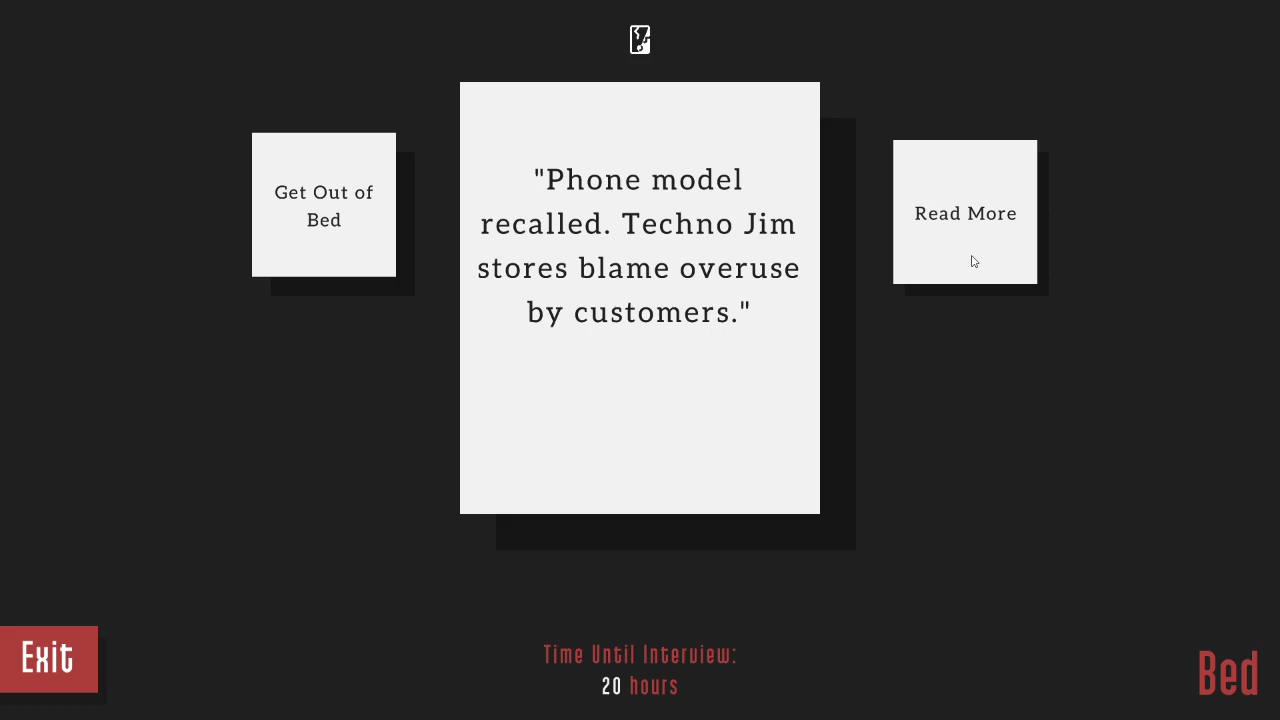 Get Out of
Bed
"Phone model
recalled. Techno Jim
stores blame overuse
by customers."
Read More
Exit
Time Until Interview:
20 hours
Bed